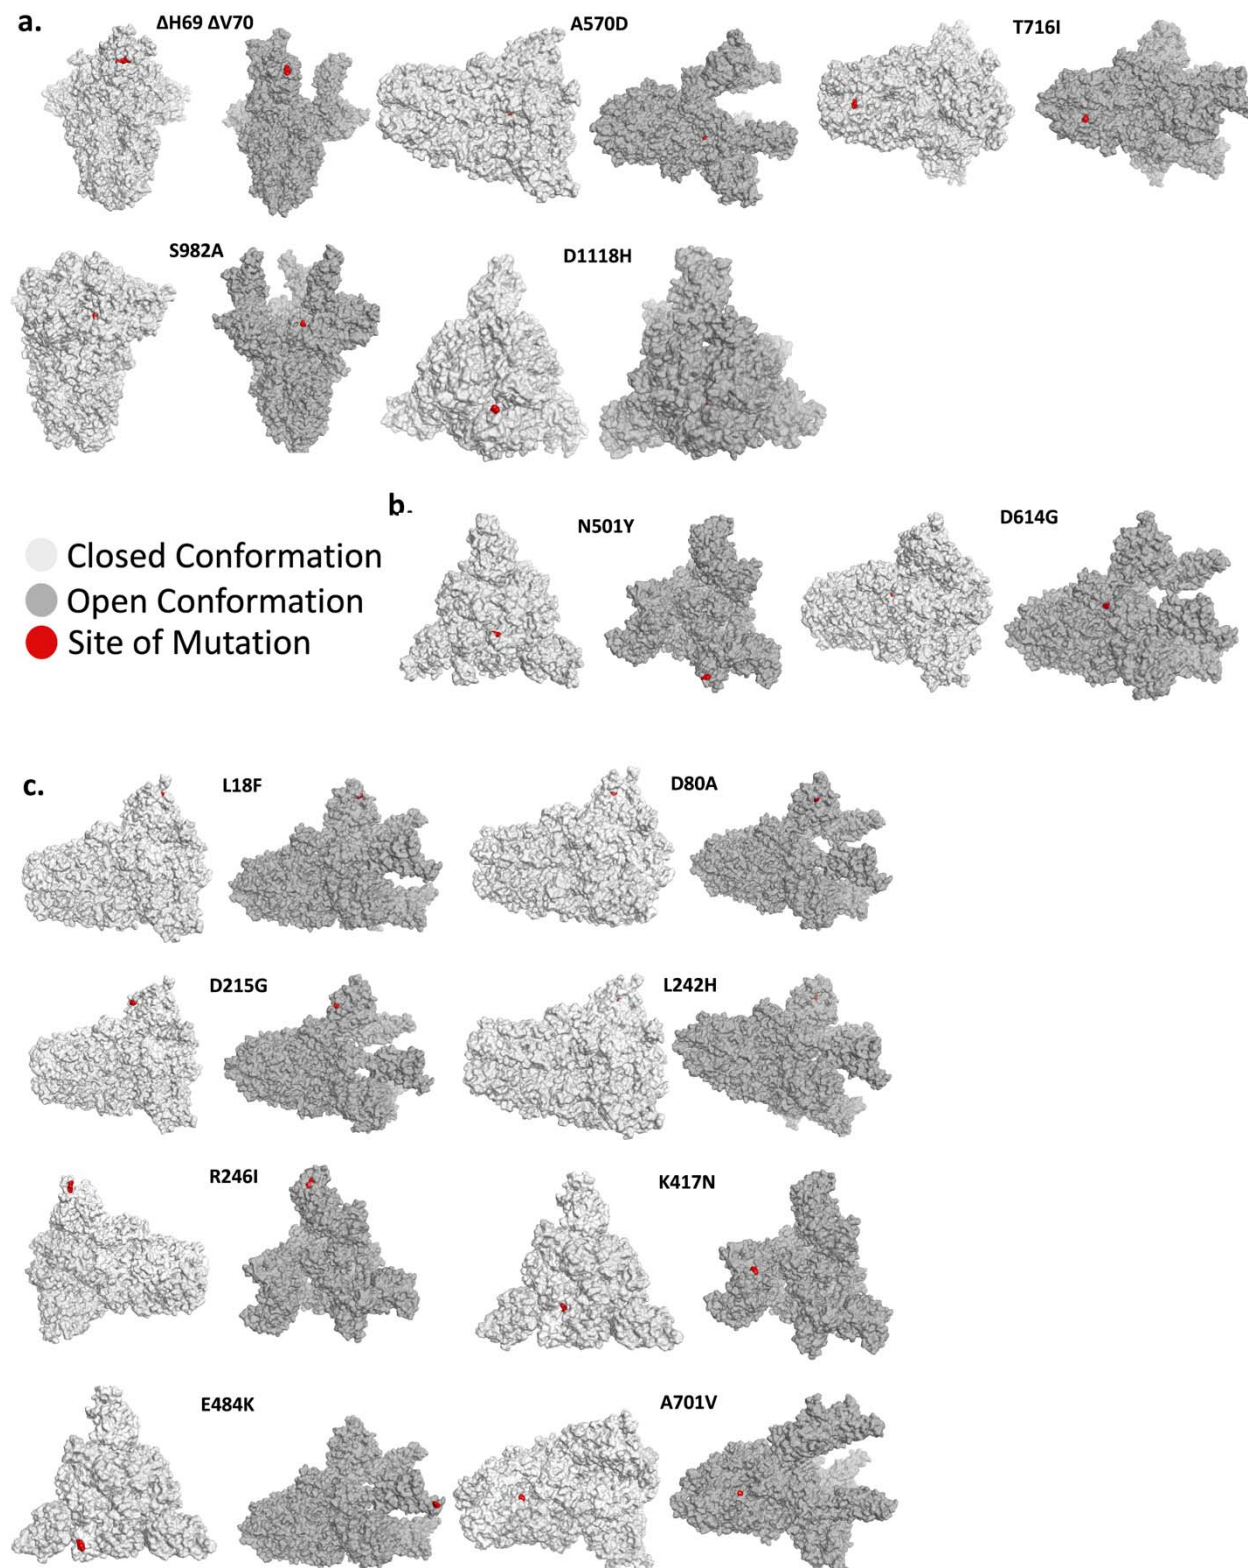 a.
ΔH69 ΔV70
A570D
T716I
S982A
D1118H
b.
N501Y
D614G
Closed Conformation
Open Conformation
Site of Mutation
c.
L18F
D80A
D215G
L242H
R246I
K417N
E484K
A701V